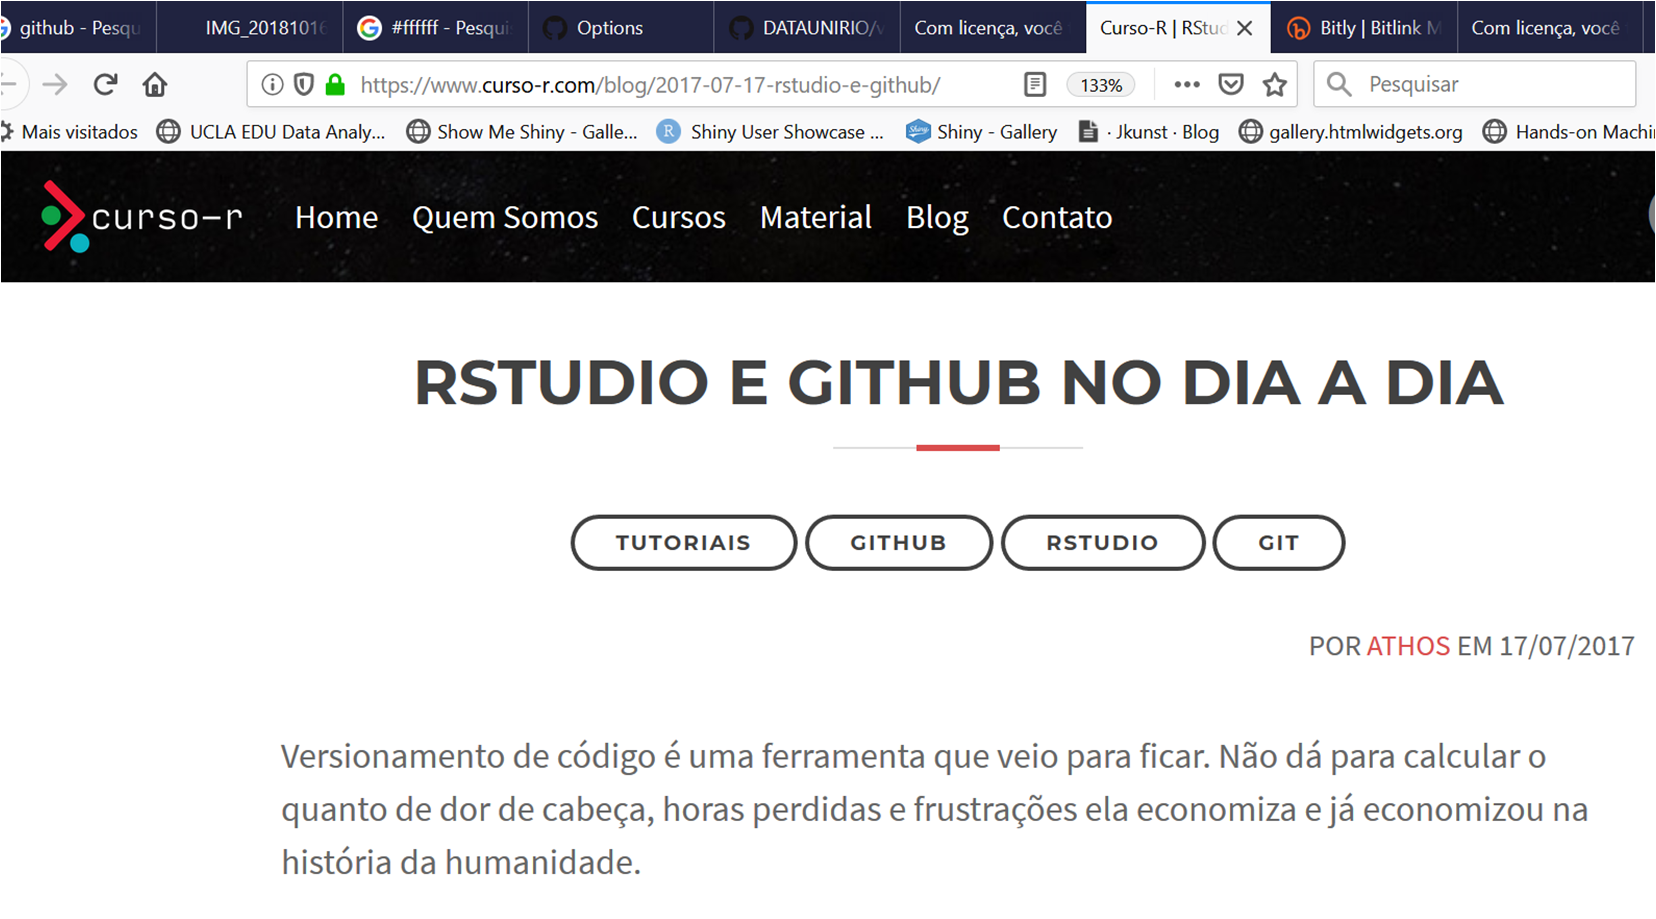 github - Pesqu IMG_20181016 #ffffff - Pesqui Options DATAUNIRIO/v Com licença, você Curso-R | RStud Bitly | Bitlink M Com licença, você
https://www.curso-r.com/blog/2017-07-17-rstudio-e-github/ 133% Pesquisar
Mais visitados UCLA EDU Data Analy... Show Me Shiny - Galle... R Shiny User Showcase ... Shiny Shiny - Gallery · Jkunst · Blog gallery.htmlwidgets.org Hands-on Machi
curso-r Home Quem Somos Cursos Material Blog Contato
RSTUDIO E GITHUB NO DIA A DIA
TUTORIAIS GITHUB RSTUDIO GIT
POR ATHOS EM 17/07/2017
Versionamento de código é uma ferramenta que veio para ficar. Não dá para calcular o
quanto de dor de cabeça, horas perdidas e frustrações ela economiza e já economizou na
história da humanidade.